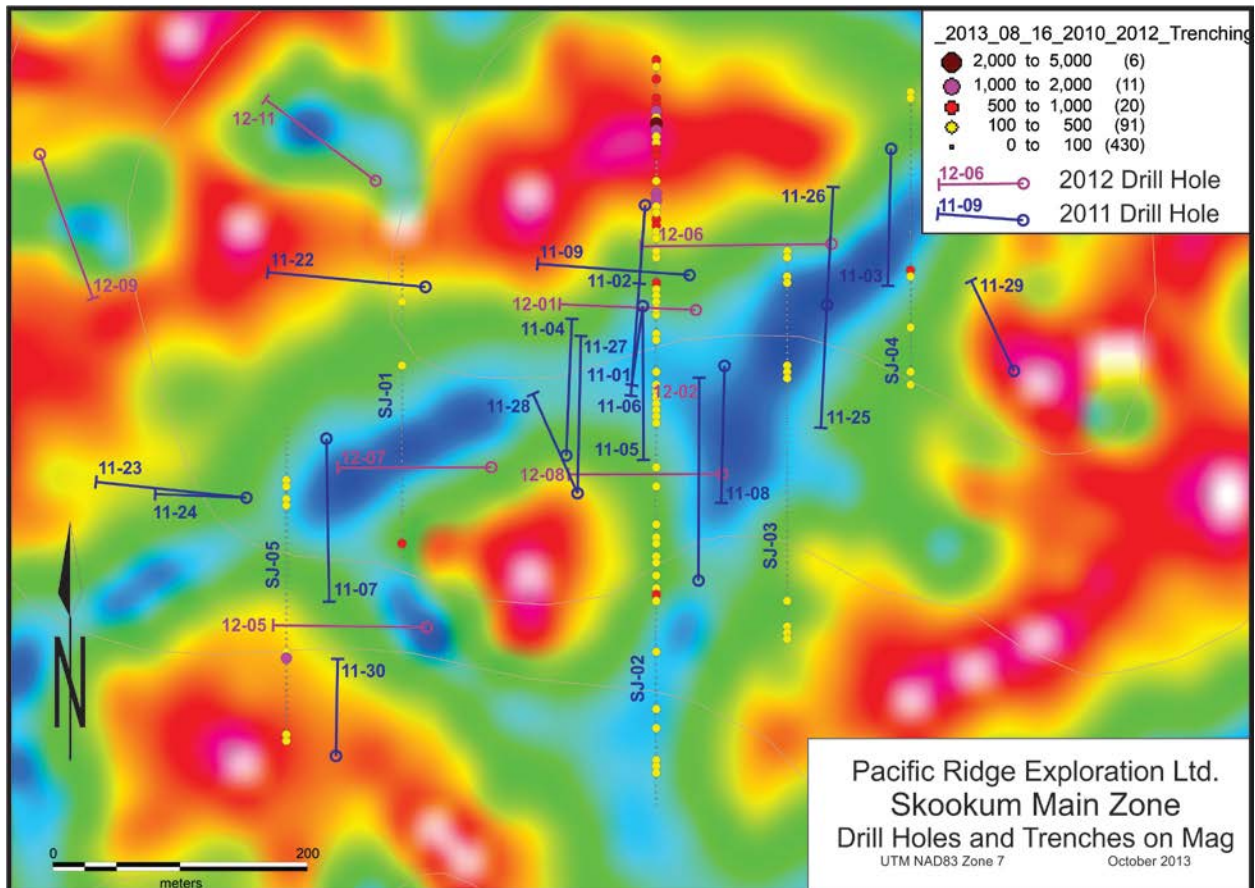 _2013_08_16_2010_2012_Trenching
2,000 to 5,000 (6)
1,000 to 2,000 (11)
500 to 1,000 (20)
100 to 500 (91)
0 to 100 (430)
12-06 2012 Drill Hole
11-09 2011 Drill Hole
12-11
12-09
11-22
11-09
12-06
11-26
11-02
11-03
11-29
12-01
11-04
11-27
11-01
11-06
12-02
SJ-04
SJ-01
11-28
11-05
11-25
11-23
11-24
12-07
12-08
11-08
SJ-05
SJ-03
11-07
12-05
11-30
SJ-02
N
0 200
meters
Pacific Ridge Exploration Ltd.
Skookum Main Zone
Drill Holes and Trenches on Mag
UTM NAD83 Zone 7 October 2013